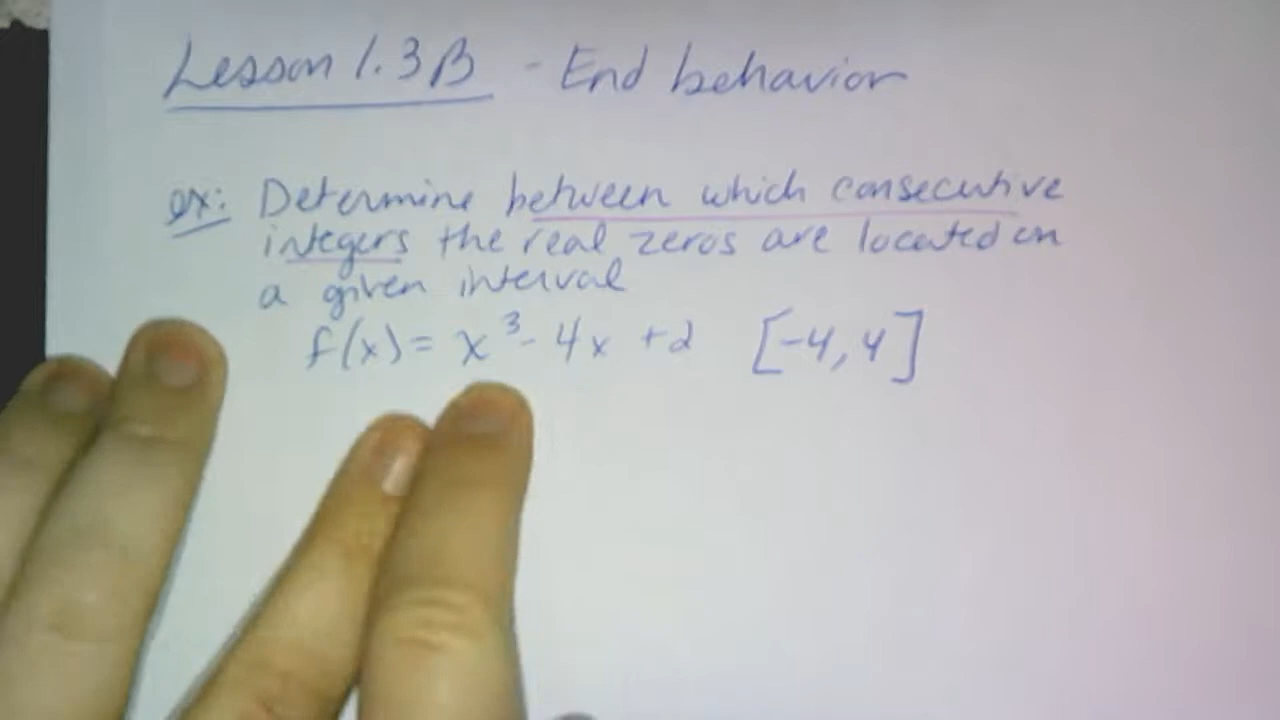 Lesson 1.3B - End behavior
ex: Determine between which consecutive
integers the real zeros are located on
a given interval
f(x) = x³ - 4x + 2 [-4, 4]